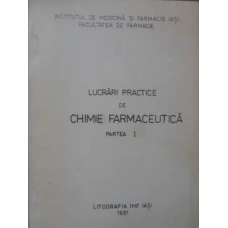 INSTITUTUL DE MEDICINĂ ȘI FARMACIE IAȘI
FACULTATEA DE FARMACIE
LUCRĂRI PRACTICE
DE
CHIMIE FARMACEUTICĂ
PARTEA I
LITOGRAFIA IMF IAȘI
1981